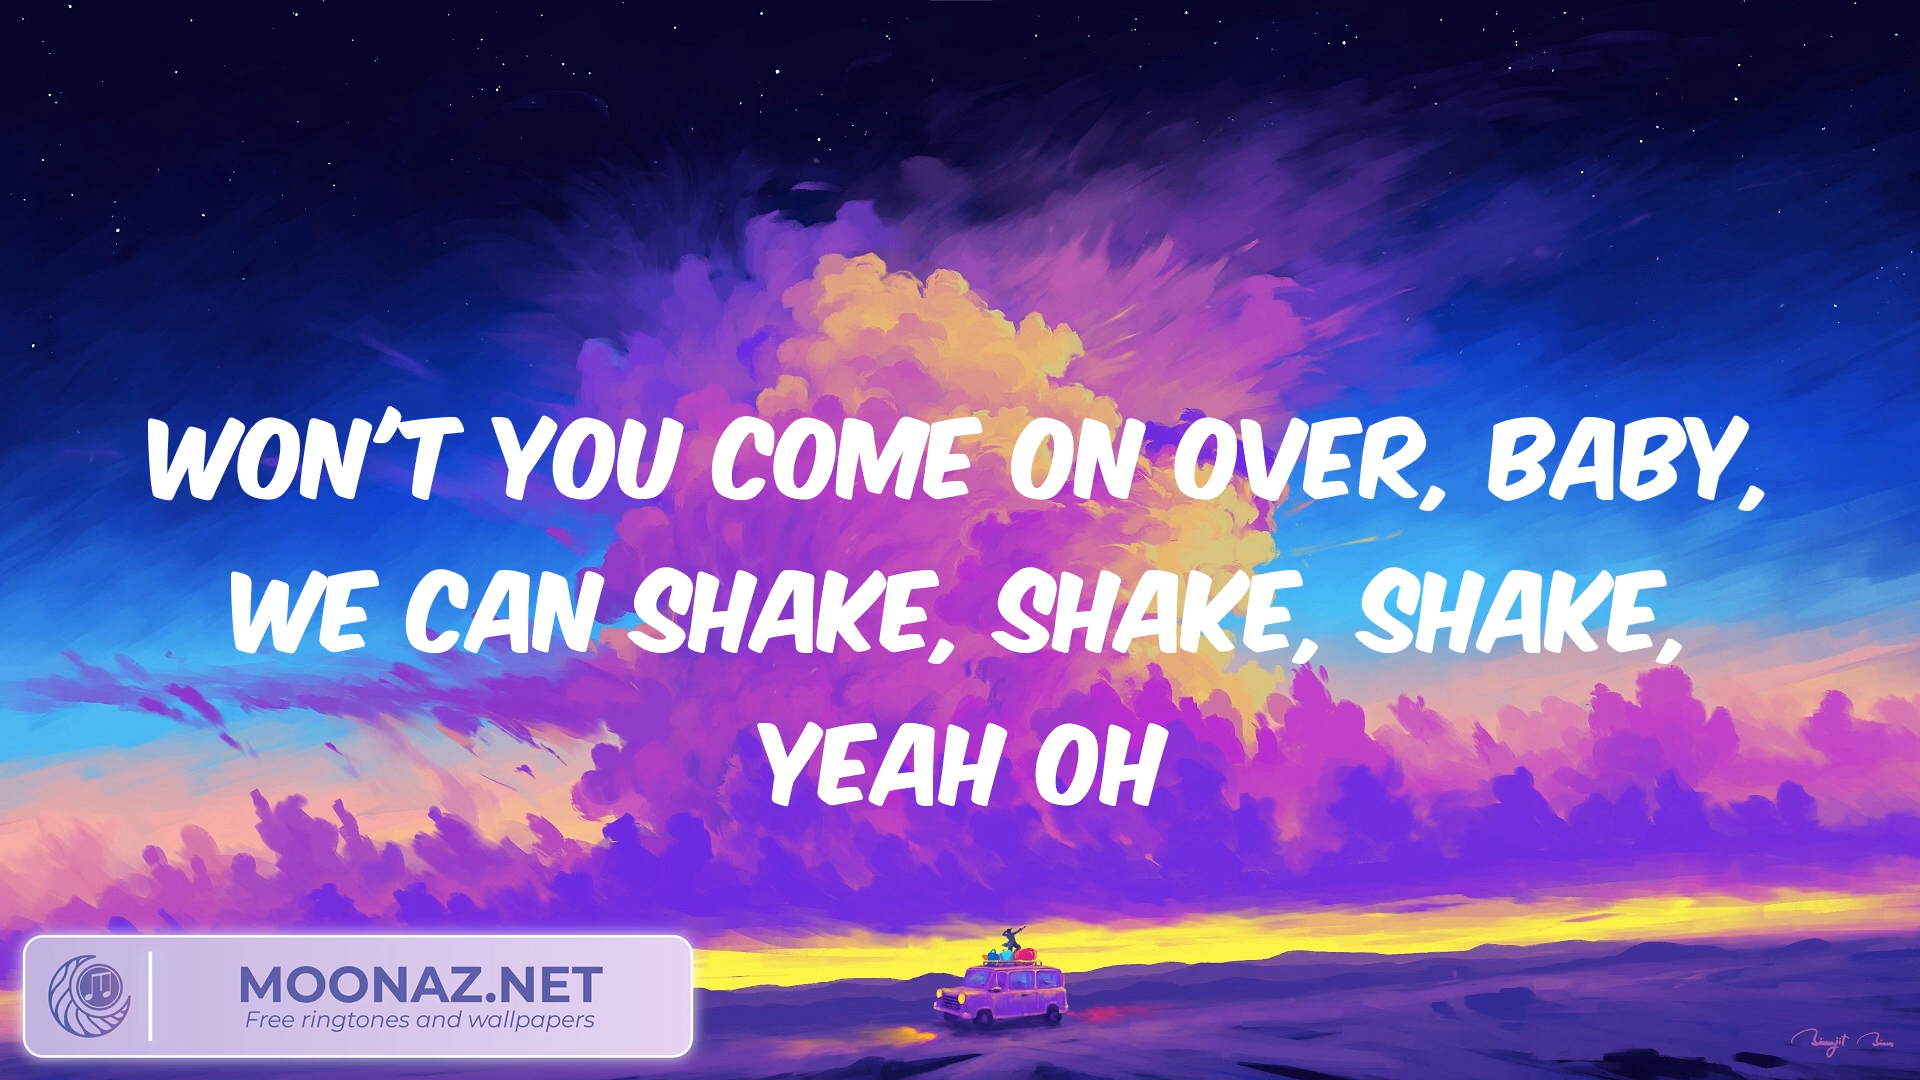 WON'T YOU COME ON OVER, BABY,
WE CAN SHAKE, SHAKE, SHAKE,
YEAH OH
MOONAZ.NET
Free ringtones and wallpapers